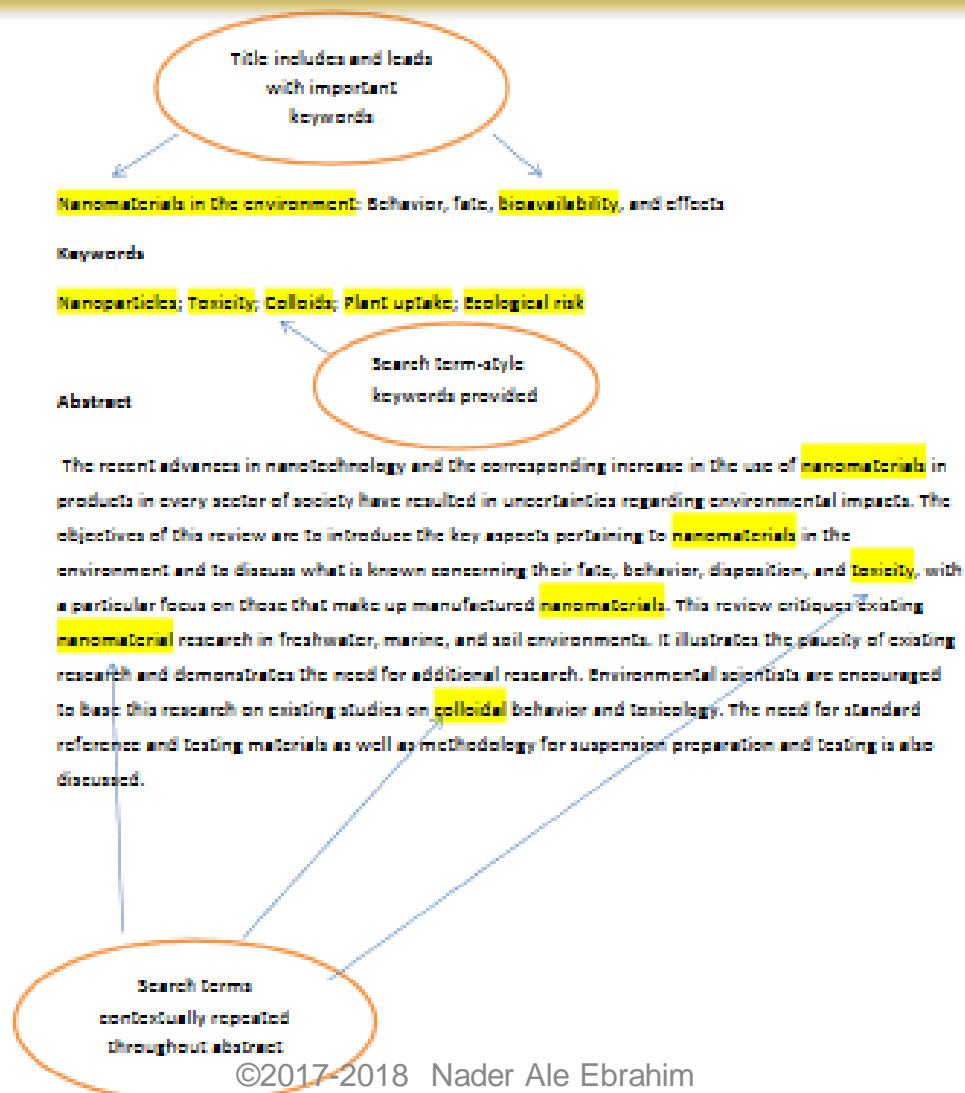 Title includes and leads
with important
keywords
Nanomaterials in the environment: Behavior, fate, bioavailability, and effects
Keywords
Nanoparticles; Toxicity; Colloids; Plant uptake; Ecological risk
Search term-style
keywords provided
Abstract
The recent advances in nanotechnology and the corresponding increase in the use of nanomaterials in
products in every sector of society have resulted in uncertainties regarding environmental impacts. The
objectives of this review are to introduce the key aspects pertaining to nanomaterials in the
environment and to discuss what is known concerning their fate, behavior, disposition, and toxicity, with
a particular focus on those that make up manufactured nanomaterials. This review critiques existing
nanomaterial research in freshwater, marine, and soil environments. It illustrates the paucity of existing
research and demonstrates the need for additional research. Environmental scientists are encouraged
to base this research on existing studies on colloidal behavior and toxicology. The need for standard
reference and testing materials as well as methodology for suspension preparation and testing is also
discussed.
Search terms
contextually repeated
throughout abstract
©2017-2018 Nader Ale Ebrahim